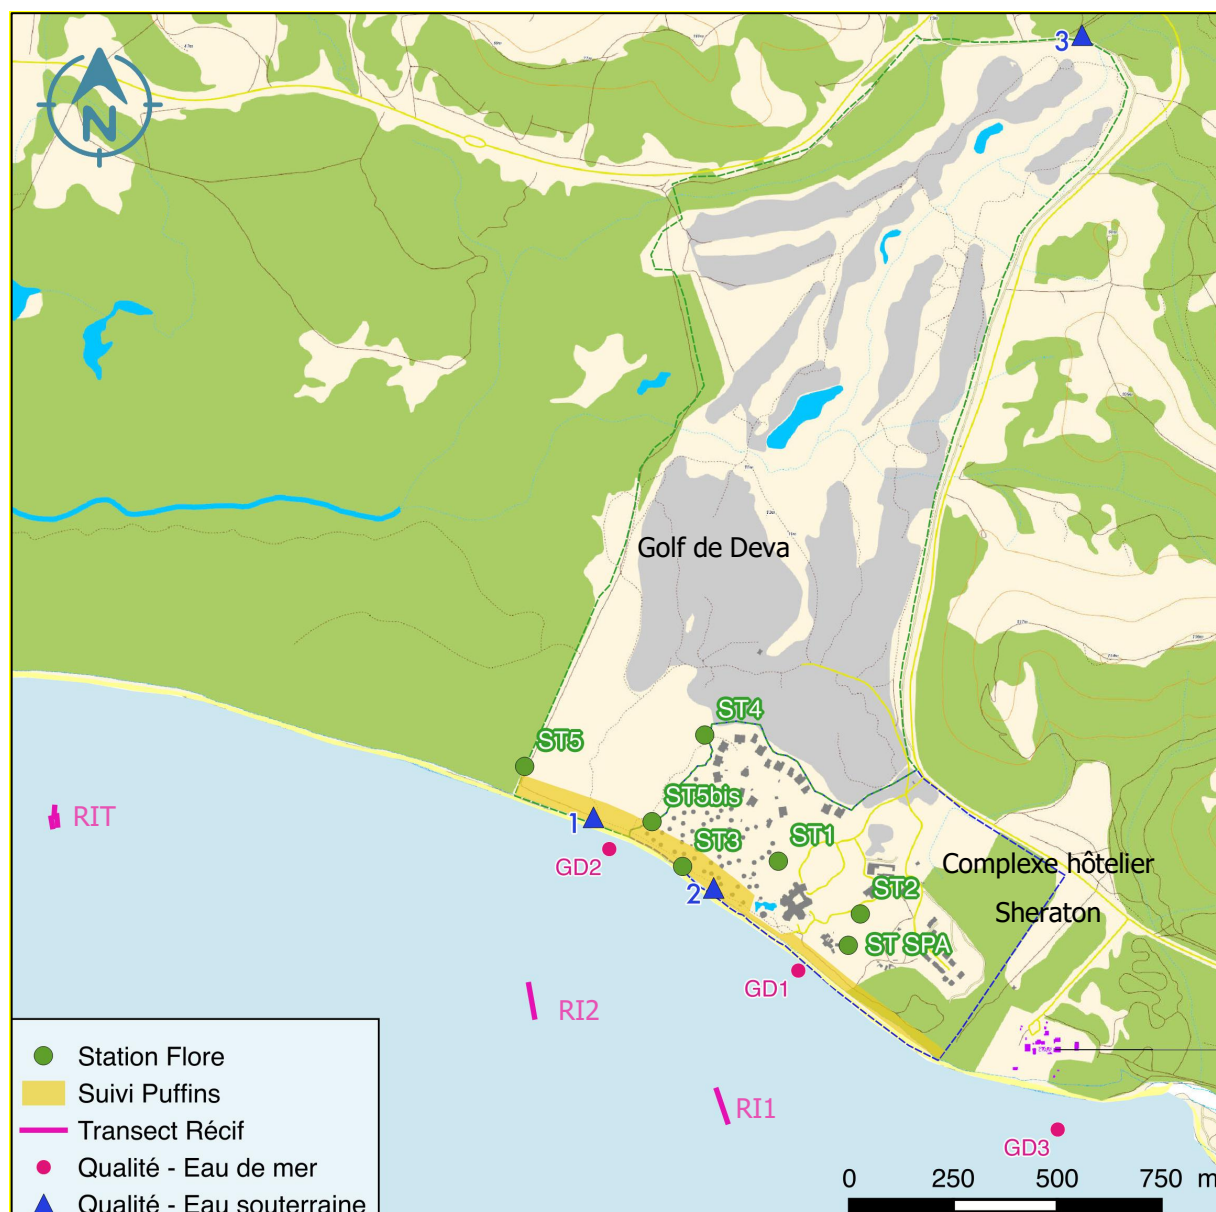 3
N
Golf de Deva
ST4
ST5
ST5bis
1
ST3
ST1
GD2
2
ST2
Complexe hôtelier
Sheraton
ST SPA
RIT
GD1
RI2
RI1
GD3
Station Flore
Suivi Puffins
Transect Récif
Qualité - Eau de mer
Qualité - Eau souterraine
0 250 500 750 m